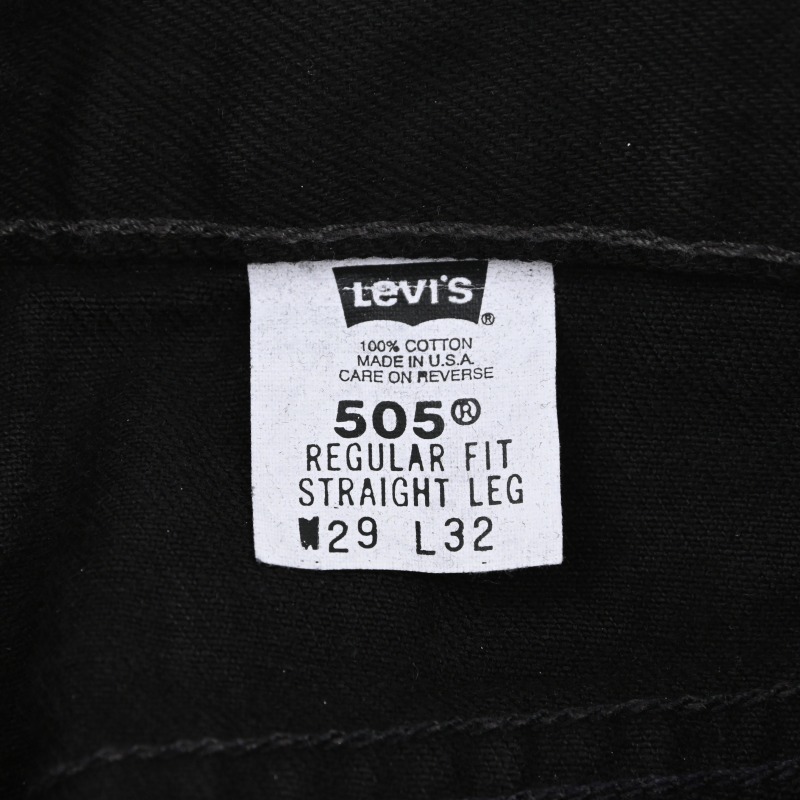 Levi's ®
100% COTTON
MADE IN U.S.A.
CARE ON REVERSE
505®
REGULAR FIT
STRAIGHT LEG
W29 L32